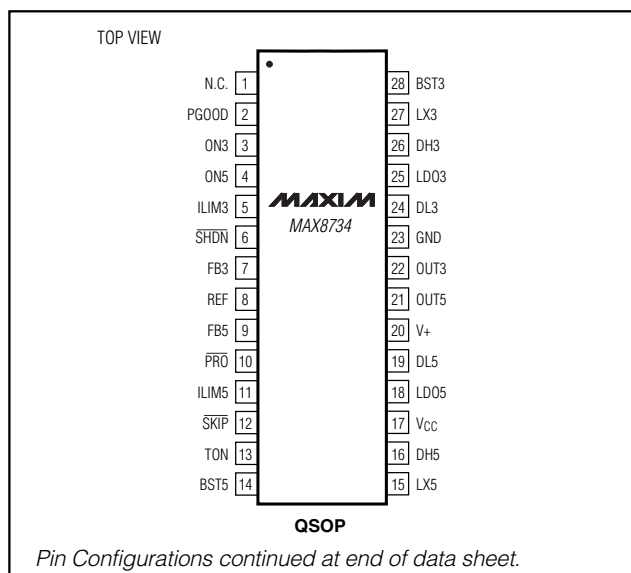 TOP VIEW
N.C. 1
PGOOD 2
ON3 3
ON5 4
ILIM3 5
SHDN 6
FB3 7
REF 8
FB5 9
PRO 10
ILIM5 11
SKIP 12
TON 13
BST5 14
MAXIM
MAX8734
28 BST3
27 LX3
26 DH3
25 LDO3
24 DL3
23 GND
22 OUT3
21 OUT5
20 V+
19 DL5
18 LDO5
17 VCC
16 DH5
15 LX5
QSOP
Pin Configurations continued at end of data sheet.